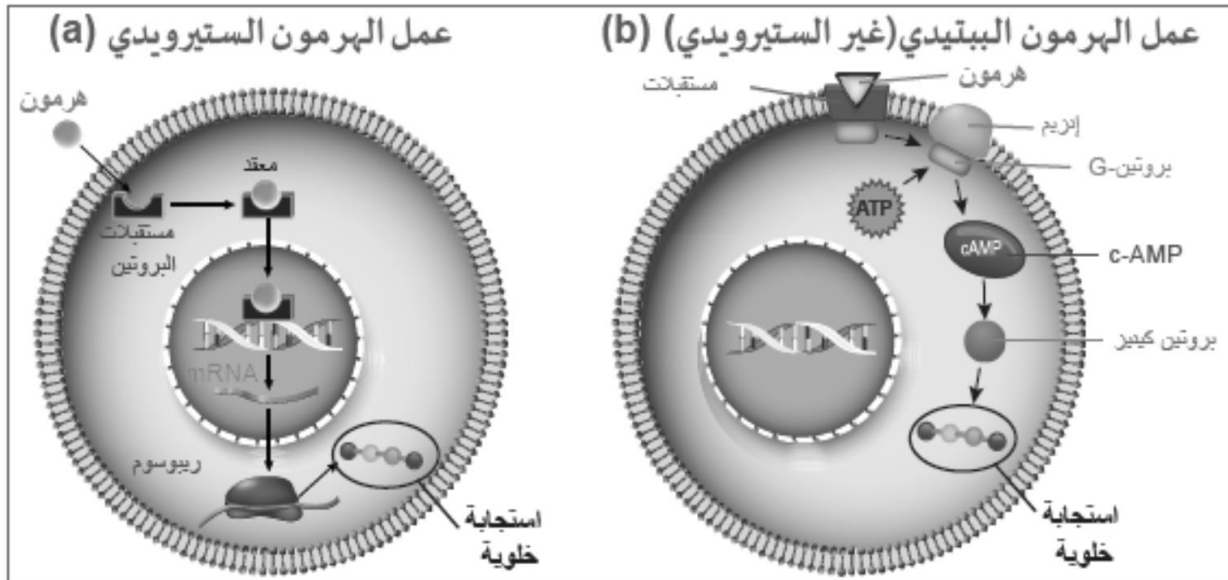 عمل الهرمون الستيرويدي (a)
هرمون
معقد
مستقبلات
البروتين
mRNA
ريبوسوم
استجابة
خلوية
عمل الهرمون الببتيدي(غير الستيرويدي) (b)
هرمون
مستقبلات
إنزيم
بروتين-G
ATP
cAMP
c-AMP
بروتين كينيز
استجابة
خلوية